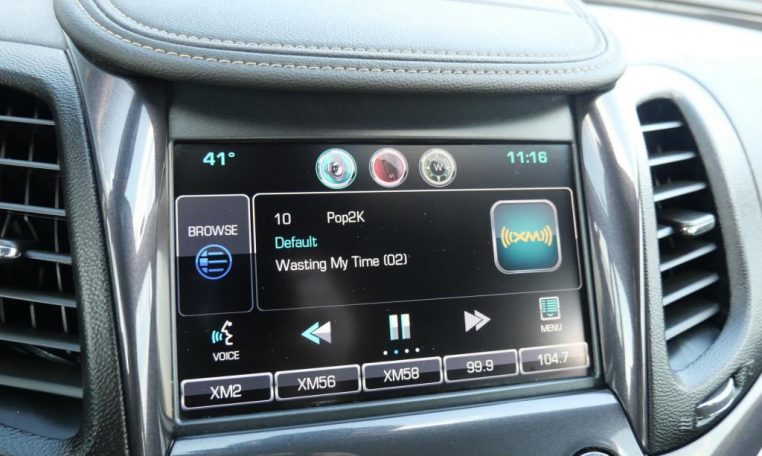 41°
W
11:16
BROWSE
10 Pop2K
Default
Wasting My Time (02)
((XM))
VOICE
MENU
XM2 XM56 XM58 99.9 104.7